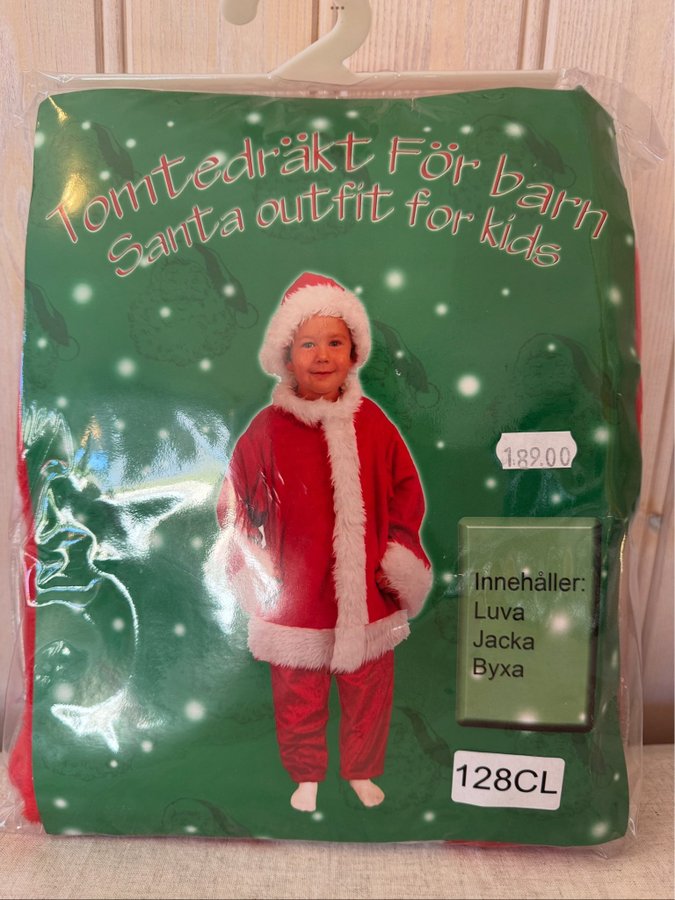 Tomtedräkt För barn
Santa outfit for kids
189.00
Innehåller:
Luva
Jacka
Byxa
128CL